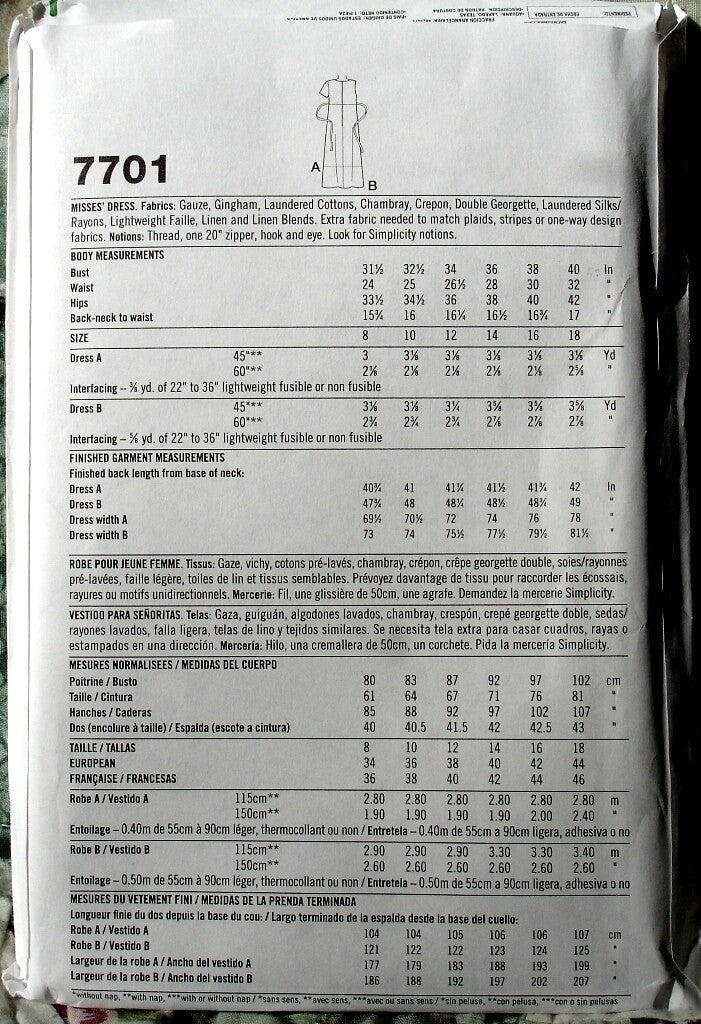 •PAIS DE ORIGEN: ESTADOS UNIDOS DE AMERICA
•CONTENIDO NETO: 1 PIEZA
•DESCRIPCION: PATRON DE COSTURA
•ADUANA: LAREDO, TEXAS
FRACCION ARANCELARIA:
FECHA DE ENTRADA
PEDIMENTO:
7701
A
B
MISSES' DRESS. Fabrics: Gauze, Gingham, Laundered Cottons, Chambray, Crepon, Double Georgette, Laundered Silks/
Rayons, Lightweight Faille, Linen and Linen Blends. Extra fabric needed to match plaids, stripes or one-way design
fabrics. Notions: Thread, one 20" zipper, hook and eye. Look for Simplicity notions.
BODY MEASUREMENTS
Bust 31½ 32½ 34 36 38 40 In
Waist 24 25 26½ 28 30 32 "
Hips 33½ 34½ 36 38 40 42 "
Back-neck to waist 15¾ 16 16¼ 16½ 16¾ 17 "
SIZE 8 10 12 14 16 18
Dress A 45"** 3 3⅛ 3⅛ 3⅛ 3⅛ 3⅛ Yd
60"** 2⅛ 2⅛ 2⅛ 2⅛ 2⅛ 2⅝ "
Interfacing – ⅜ yd. of 22" to 36" lightweight fusible or non fusible
Dress B 45"** 3⅛ 3⅛ 3¼ 3⅝ 3⅝ 3⅝ Yd
60"** 2¾ 2¾ 2¾ 2⅞ 2⅞ 2⅞ "
Interfacing – ⅝ yd. of 22" to 36" lightweight fusible or non fusible
FINISHED GARMENT MEASUREMENTS
Finished back length from base of neck:
Dress A 40¾ 41 41¼ 41½ 41¾ 42 In
Dress B 47¾ 48 48¼ 48½ 48¾ 49 "
Dress width A 69½ 70½ 72 74 76 78 "
Dress width B 73 74 75½ 77½ 79½ 81½ "
ROBE POUR JEUNE FEMME. Tissus: Gaze, vichy, cotons pré-lavés, chambray, crépon, crêpe georgette double, soies/rayonnes
pré-lavées, faille légère, toiles de lin et tissus semblables. Prévoyez davantage de tissu pour raccorder les écossais,
rayures ou motifs unidirectionnels. Mercerie: Fil, une glissière de 50cm, une agrafe. Demandez la mercerie Simplicity.
VESTIDO PARA SEÑORITAS. Telas: Gaza, guiguán, algodones lavados, chambray, crespón, crepé georgette doble, sedas/
rayones lavados, falla ligera, telas de lino y tejidos similares. Se necesita tela extra para casar cuadros, rayas o
estampados en una dirección. Mercería: Hilo, una cremallera de 50cm, un corchete. Pida la mercería Simplicity.
MESURES NORMALISEES / MEDIDAS DEL CUERPO
Poitrine / Busto 80 83 87 92 97 102 cm
Taille / Cintura 61 64 67 71 76 81 "
Hanches / Caderas 85 88 92 97 102 107 "
Dos (encolure à taille) / Espalda (escote a cintura) 40 40.5 41.5 42 42.5 43 "
TAILLE / TALLAS 8 10 12 14 16 18
EUROPEAN 34 36 38 40 42 44
FRANÇAISE / FRANCESAS 36 38 40 42 44 46
Robe A / Vestido A 115cm** 2.80 2.80 2.80 2.80 2.80 2.80 m
150cm** 1.90 1.90 1.90 1.90 2.00 2.40 "
Entoilage – 0.40m de 55cm à 90cm léger, thermocollant ou non / Entretela – 0.40m de 55cm a 90cm ligera, adhesiva o no
Robe B / Vestido B 115cm** 2.90 2.90 2.90 3.30 3.30 3.40 m
150cm** 2.60 2.60 2.60 2.60 2.60 2.60 "
Entoilage – 0.50m de 55cm à 90cm léger, thermocollant ou non / Entretela – 0.50m de 55cm a 90cm ligera, adhesiva o no
MESURES DU VETEMENT FINI / MEDIDAS DE LA PRENDA TERMINADA
Longueur finie du dos depuis la base du cou: / Largo terminado de la espalda desde la base del cuello:
Robe A / Vestido A 104 104 105 106 106 107 cm
Robe B / Vestido B 121 122 122 123 124 125 "
Largeur de la robe A / Ancho del vestido A 177 179 183 188 193 199 "
Largeur de la robe B / Ancho del vestido B 186 188 192 197 202 207 "
*without nap, **with nap, ***with or without nap / *sans sens, **avec sens, ***avec ou sans sens / *sin pelusa, **con pelusa, ***con o sin pelusas